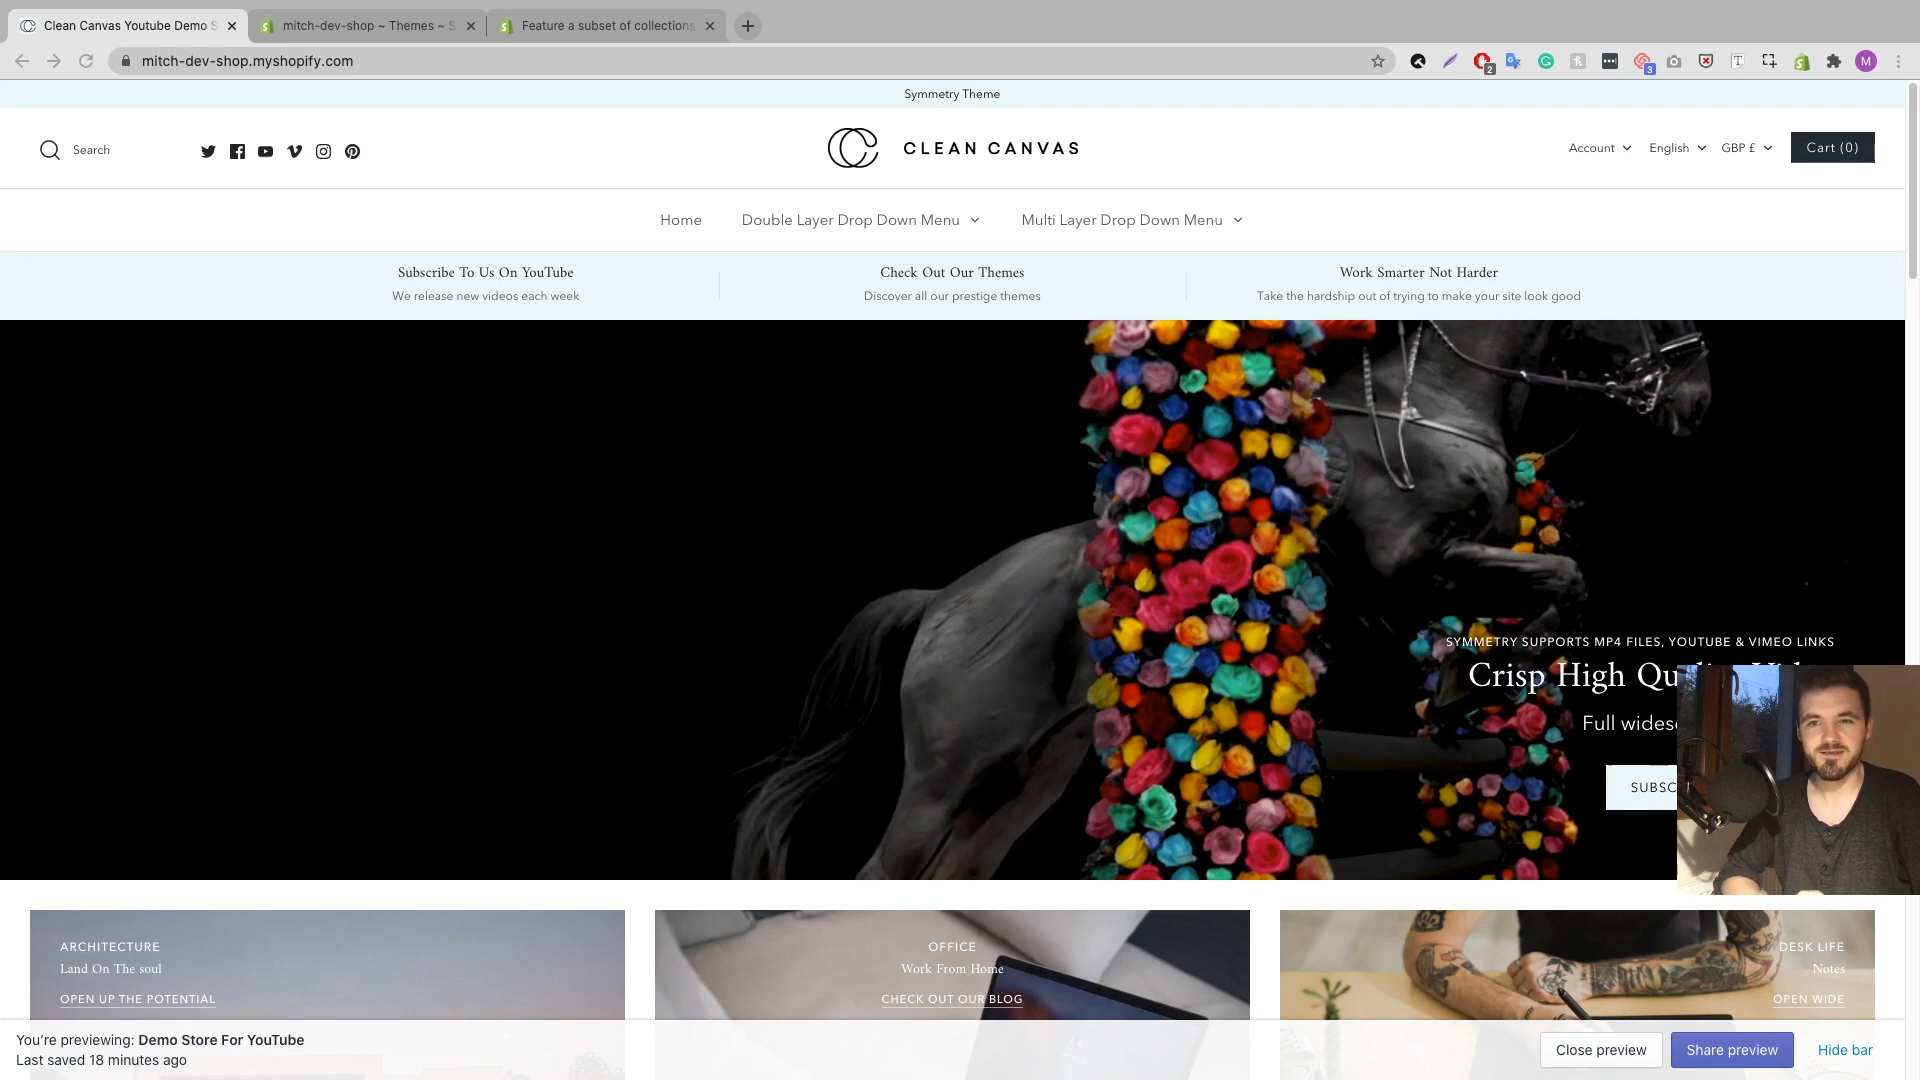 Clean Canvas Youtube Demo S
mitch-dev-shop ~ Themes ~ S
Feature a subset of collections
mitch-dev-shop.myshopify.com
2
3
M
Symmetry Theme
Search
CLEAN CANVAS
Account
English
GBP £
Cart (0)
Home
Double Layer Drop Down Menu
Multi Layer Drop Down Menu
Subscribe To Us On YouTube
We release new videos each week
Check Out Our Themes
Discover all our prestige themes
Work Smarter Not Harder
Take the hardship out of trying to make your site look good
SYMMETRY SUPPORTS MP4 FILES, YOUTUBE & VIMEO LINKS
Crisp High
Full
ARCHITECTURE
Land On The soul
OPEN UP THE POTENTIAL
OFFICE
Work From Home
CHECK OUT OUR BLOG
DESK LIFE
Notes
OPEN WIDE
You're previewing: Demo Store For YouTube
Last saved 18 minutes ago
Close preview
Share preview
Hide bar